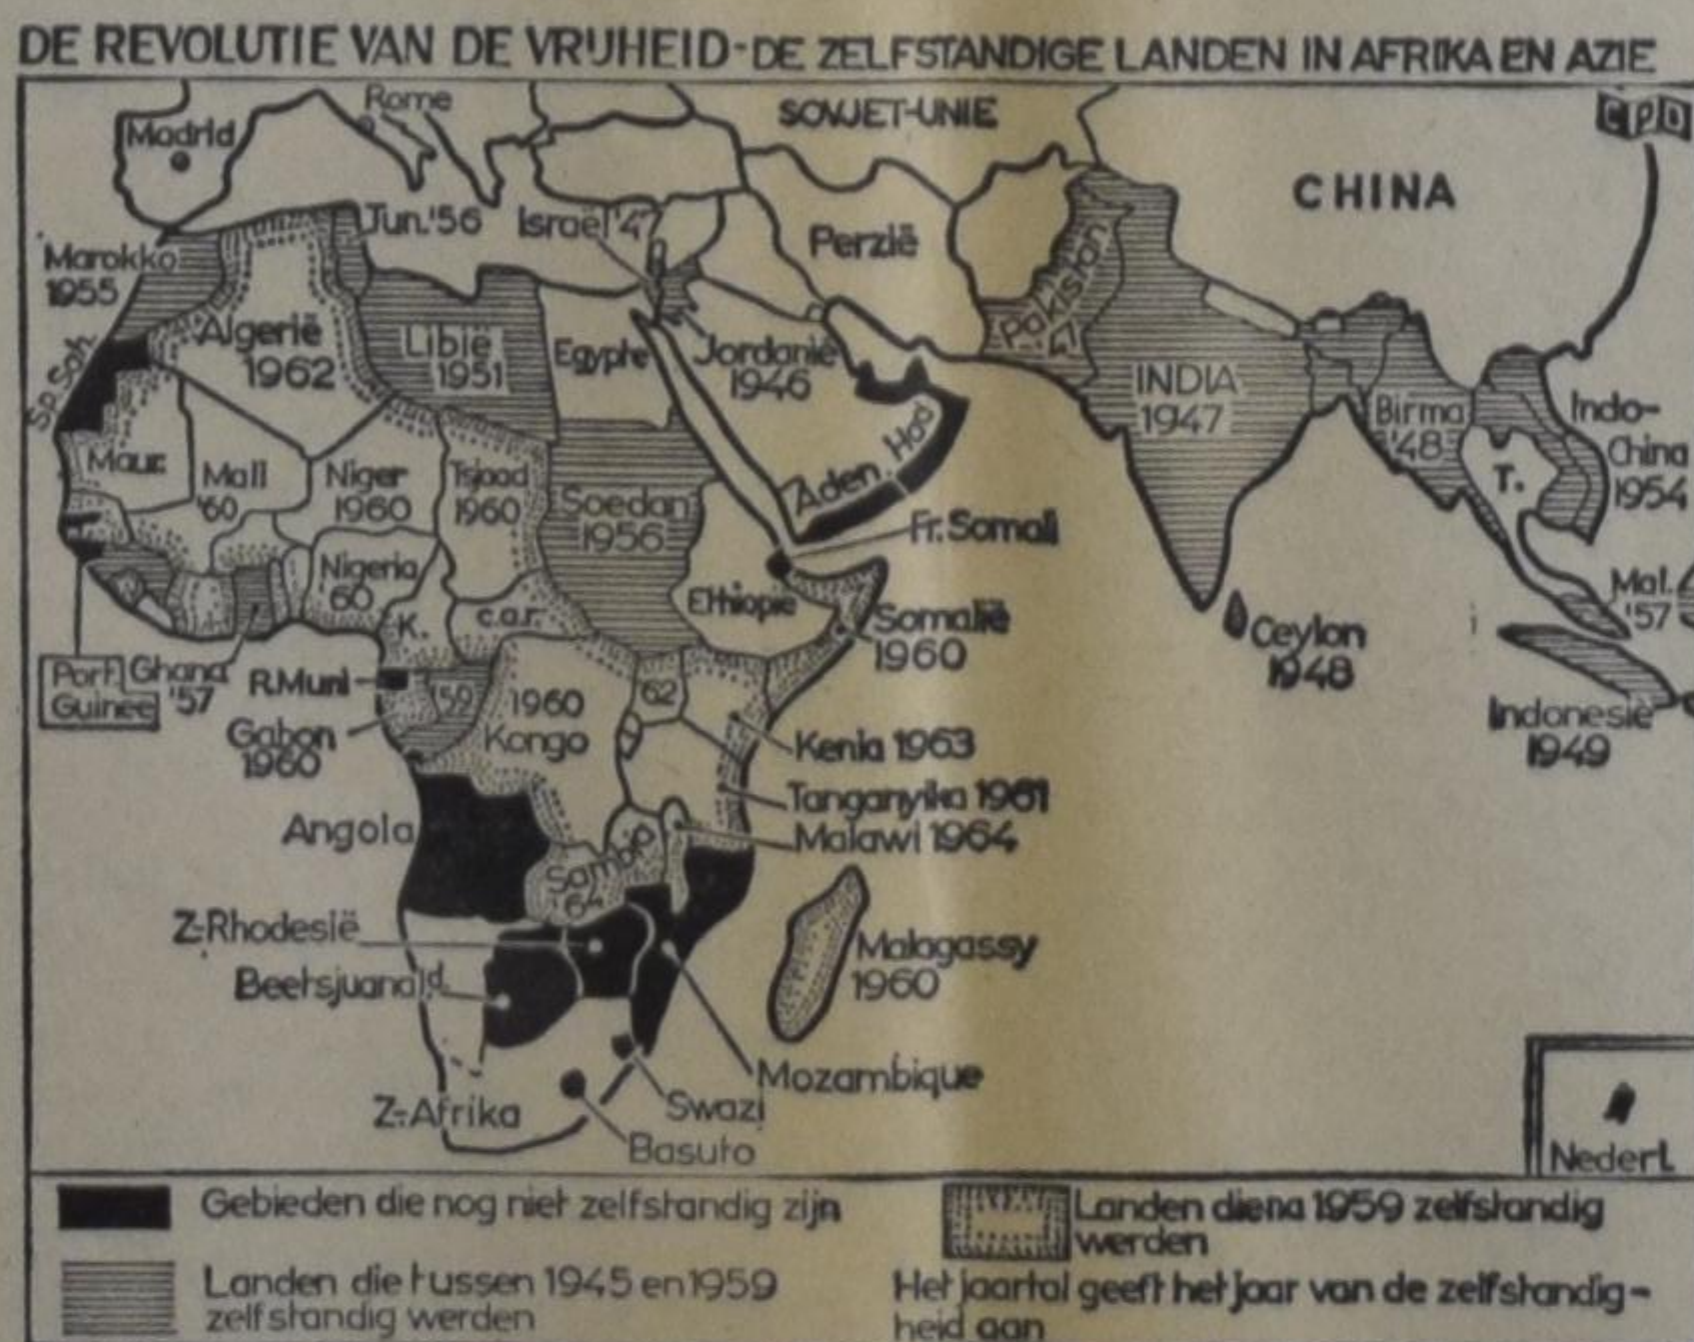 DE REVOLUTIE VAN DE VRIJHEID-DE ZELFSTANDIGE LANDEN IN AFRIKA EN AZIE
Rome
SOWJET-UNIE
CPD
Madrid
CHINA
Tun.'56
Israël'47
Perzië
Marokko
1955
Algerië
1962
Libië
1951
Egypte
Jordanië
1946
Pakistan
47
INDIA
1947
Birma
'48
T.
Indo-
China
1954
Sp.Sah.
Maur.
Mali
'60
Niger
1960
Tsjaad
1960
Soedan
1956
Aden
Had
Fr. Somali
Nigeria
60
Ethiopië
Somalië
1960
Ceylon
1948
Mal.
'57
K.
c.a.r.
Port.
Guinee
Ghana
'57
R.Muni
'59
1960
Kongo
62
Gabon
1960
Kenia 1963
Indonesië
1949
Tanganyika 1961
Malawi 1964
Angola
Sambia
'64
Z-Rhodesië
Beetsjuanald.
Malagassy
1960
Mozambique
Z-Afrika
Swazi
Basuto
Nederl.
Gebieden die nog niet zelfstandig zijn
Landen die na 1959 zelfstandig
werden
Landen die tussen 1945 en 1959
zelfstandig werden
Het jaartal geeft het jaar van de zelfstandig-
heid aan